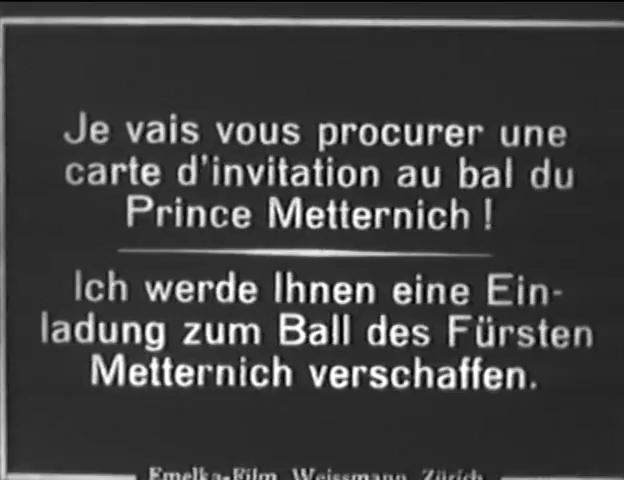 Je vais vous procurer une
carte d'invitation au bal du
Prince Metternich !
Ich werde Ihnen eine Ein-
ladung zum Ball des Fürsten
Metternich verschaffen.
Emelka-Film Weissmann Zürich